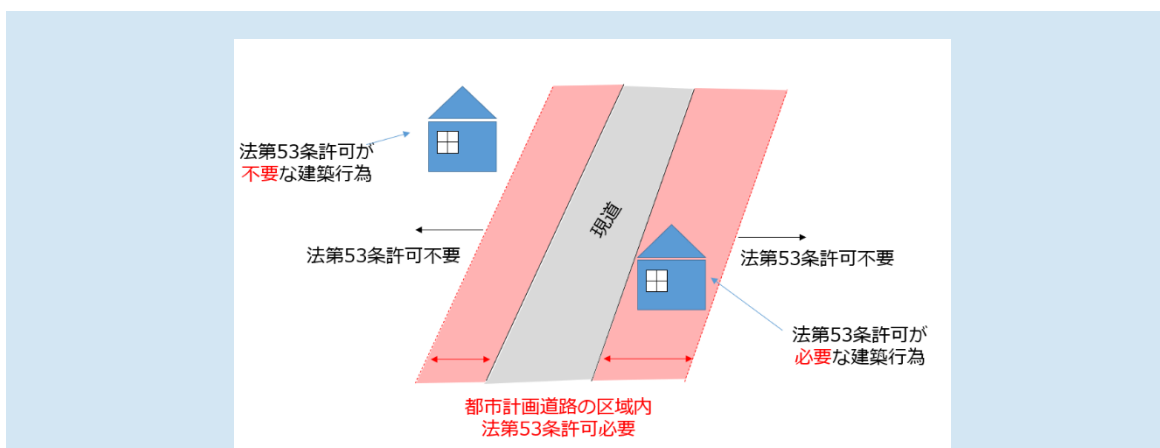 法第53条許可が
不要な建築行為
現道
法第53条許可不要
法第53条許可不要
法第53条許可が
必要な建築行為
都市計画道路の区域内
法第53条許可必要